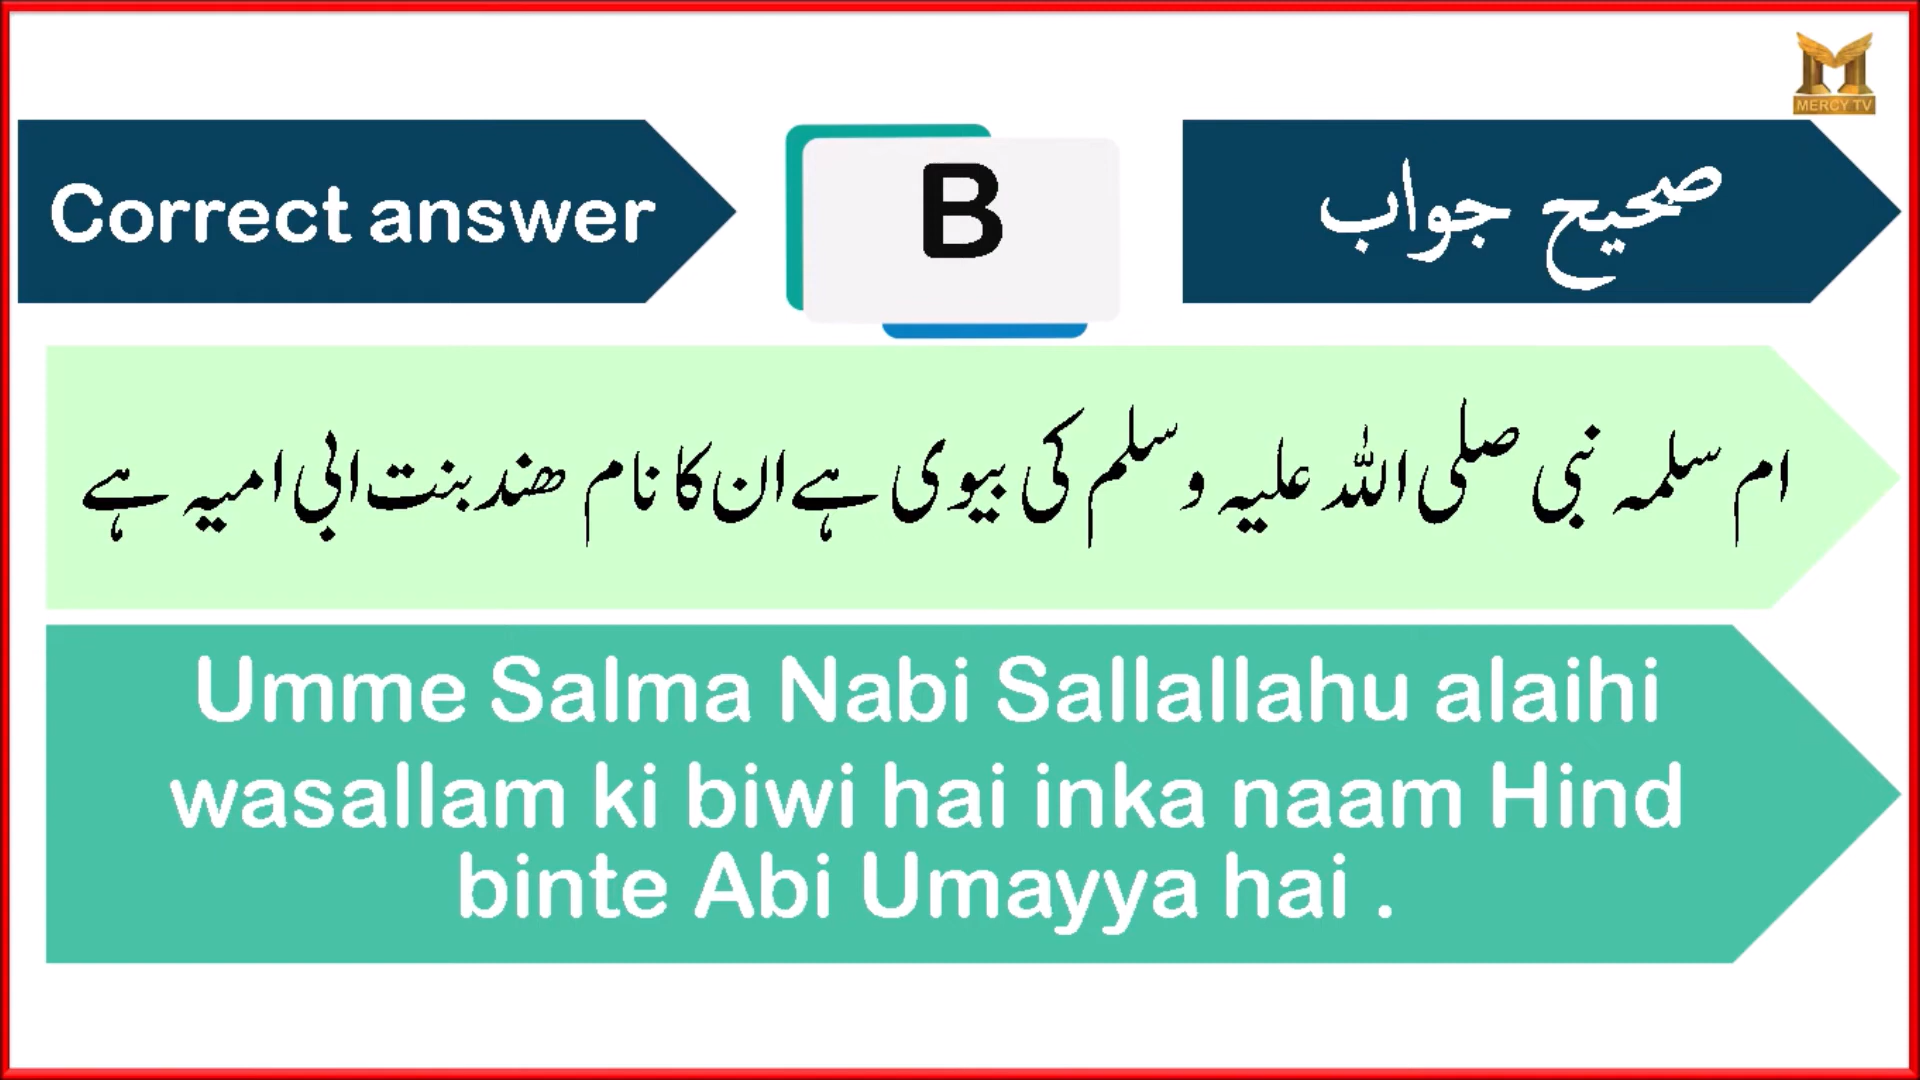 MERCY TV
Correct answer
B
صحیح جواب
ام سلمہ نبی صلی اللہ علیہ وسلم کی بیوی ہے ان کا نام ھند بنت ابی امیہ ہے
Umme Salma Nabi Sallallahu alaihi
wasallam ki biwi hai inka naam Hind
binte Abi Umayya hai .